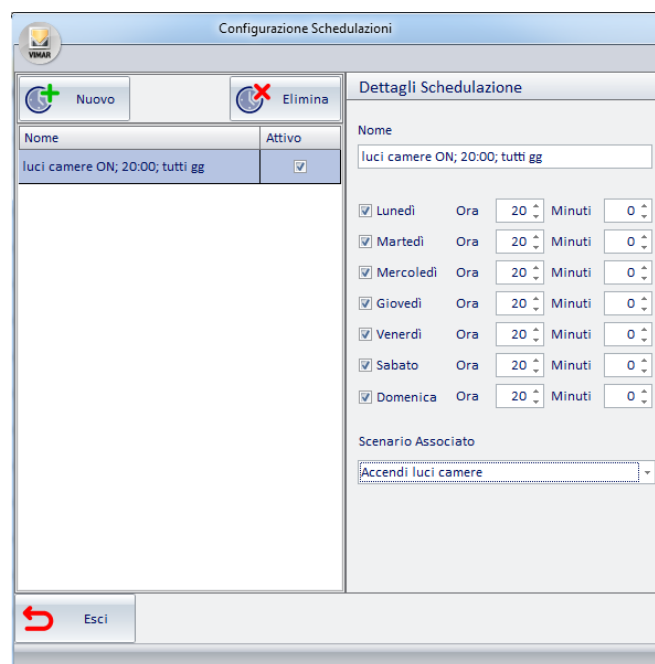 Configurazione Schedulazioni
VIMAR
Nuovo
Elimina
Nome Attivo
luci camere ON; 20:00; tutti gg
Dettagli Schedulazione
Nome
luci camere ON; 20:00; tutti gg
Lunedì Ora 20 Minuti 0
Martedì Ora 20 Minuti 0
Mercoledì Ora 20 Minuti 0
Giovedì Ora 20 Minuti 0
Venerdì Ora 20 Minuti 0
Sabato Ora 20 Minuti 0
Domenica Ora 20 Minuti 0
Scenario Associato
Accendi luci camere
Esci